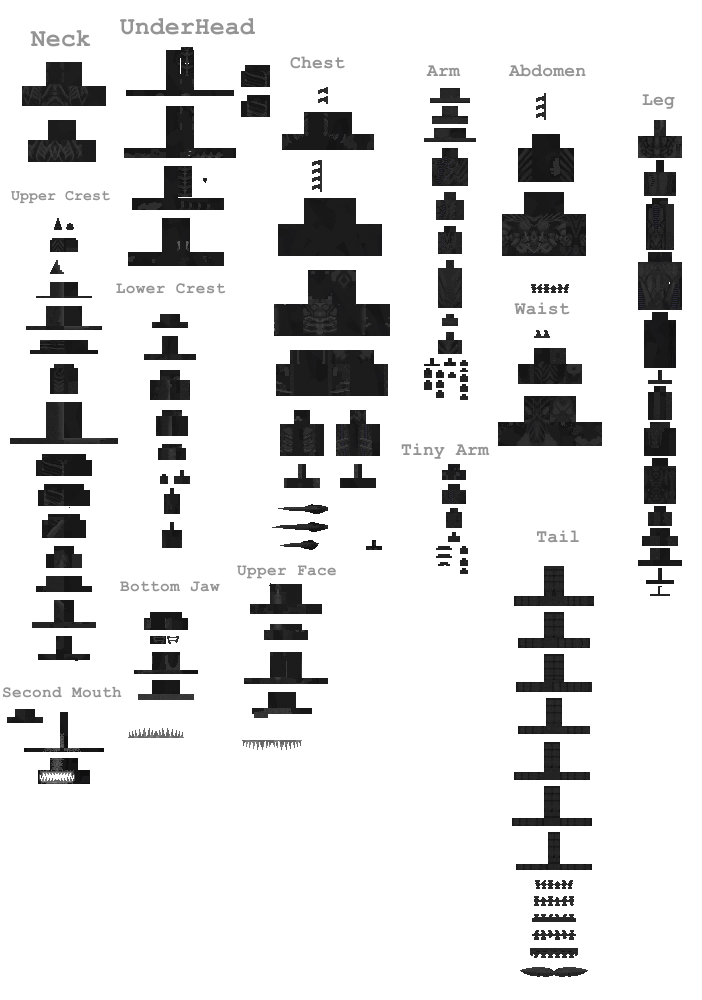 Neck
UnderHead
Chest
Arm
Abdomen
Leg
Upper Crest
Lower Crest
Waist
Tiny Arm
Tail
Upper Face
Bottom Jaw
Second Mouth